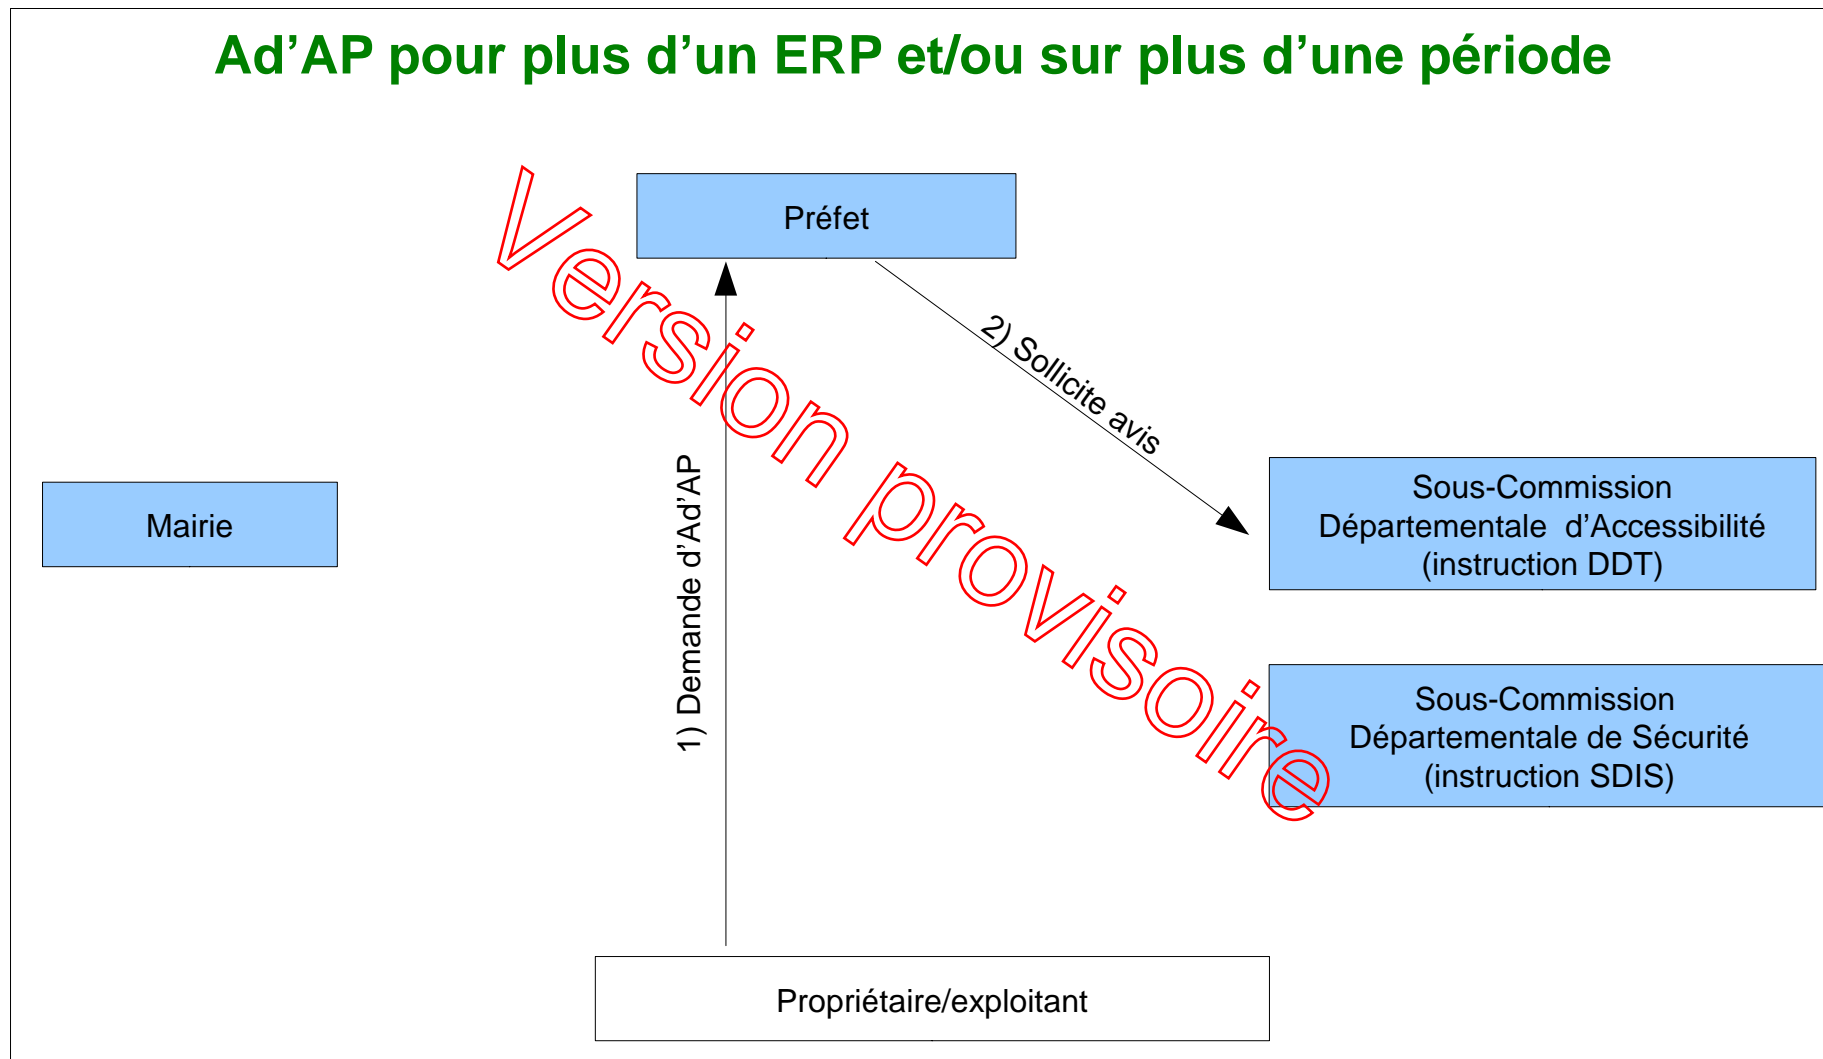 Ad’AP pour plus d’un ERP et/ou sur plus d’une période
Préfet
Version provisoire
2) Sollicite avis
1) Demande d’Ad’AP
Mairie
Sous-Commission
Départementale d’Accessibilité
(instruction DDT)
Sous-Commission
Départementale de Sécurité
(instruction SDIS)
Propriétaire/exploitant